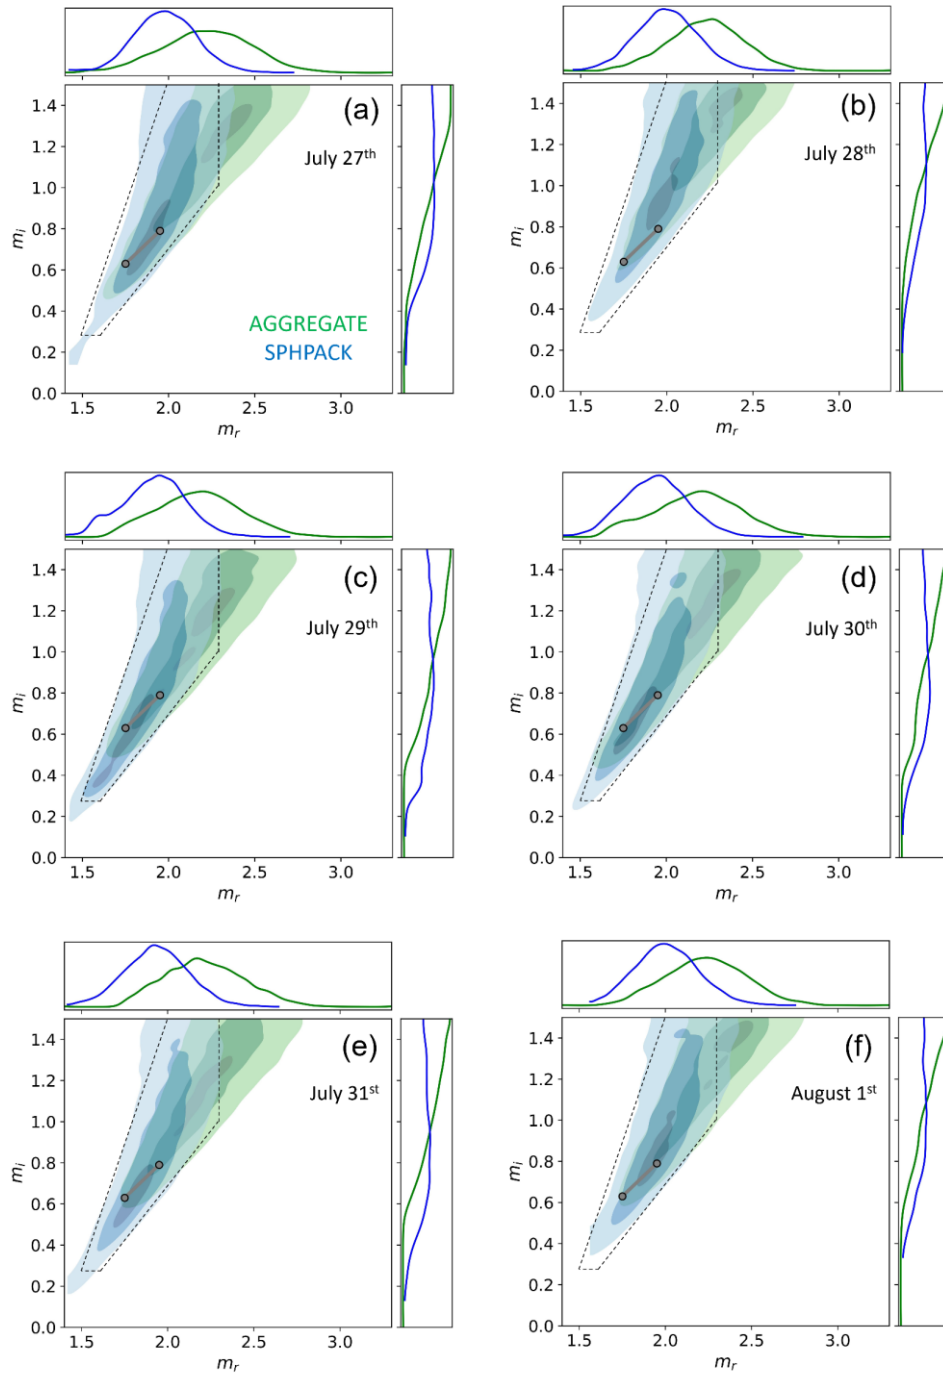 (a)
July 27th
AGGREGATE
SPHPACK
mi
1.4
1.2
1.0
0.8
0.6
0.4
0.2
0.0
1.5 2.0 2.5 3.0
mr
(b)
July 28th
mi
1.4
1.2
1.0
0.8
0.6
0.4
0.2
0.0
1.5 2.0 2.5 3.0
mr
(c)
July 29th
mi
1.4
1.2
1.0
0.8
0.6
0.4
0.2
0.0
1.5 2.0 2.5 3.0
mr
(d)
July 30th
mi
1.4
1.2
1.0
0.8
0.6
0.4
0.2
0.0
1.5 2.0 2.5 3.0
mr
(e)
July 31st
mi
1.4
1.2
1.0
0.8
0.6
0.4
0.2
0.0
1.5 2.0 2.5 3.0
mr
(f)
August 1st
mi
1.4
1.2
1.0
0.8
0.6
0.4
0.2
0.0
1.5 2.0 2.5 3.0
mr